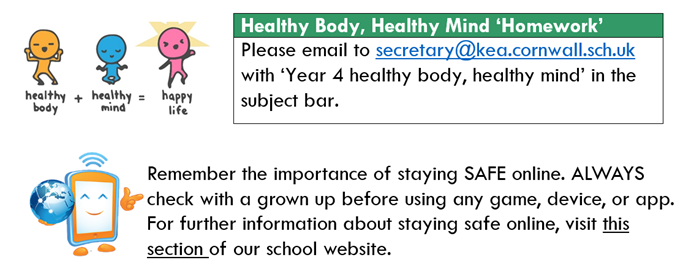 Healthy Body, Healthy Mind ‘Homework’
Please email to secretary@kea.cornwall.sch.uk
with ‘Year 4 healthy body, healthy mind’ in the
subject bar.
healthy body + healthy mind = happy life
Remember the importance of staying SAFE online. ALWAYS
check with a grown up before using any game, device, or app.
For further information about staying safe online, visit this
section of our school website.